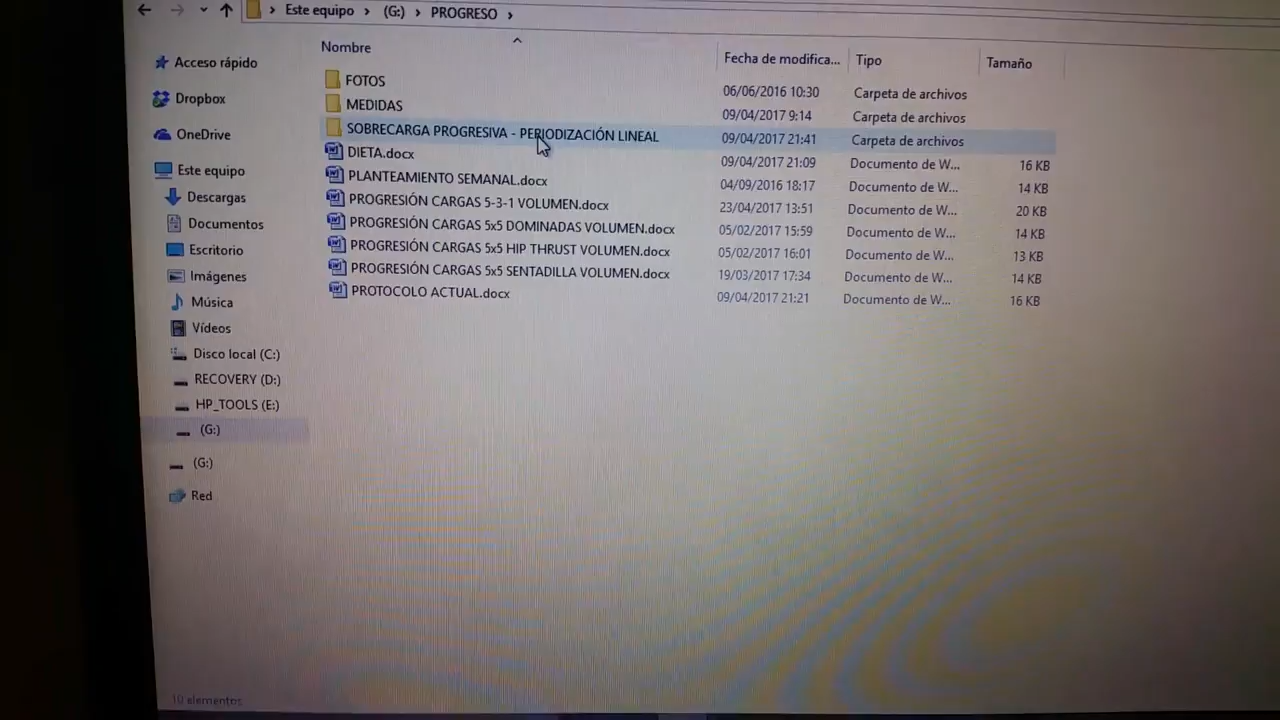 Este equipo > (G:) > PROGRESO >
Nombre Fecha de modifica... Tipo Tamaño
Acceso rápido
Dropbox
OneDrive
Este equipo
Descargas
Documentos
Escritorio
Imágenes
Música
Vídeos
Disco local (C:)
RECOVERY (D:)
HP_TOOLS (E:)
(G:)
(G:)
Red
FOTOS 06/06/2016 10:30 Carpeta de archivos
MEDIDAS 09/04/2017 9:14 Carpeta de archivos
SOBRECARGA PROGRESIVA - PERIODIZACIÓN LINEAL 09/04/2017 21:41 Carpeta de archivos
DIETA.docx 09/04/2017 21:09 Documento de W... 16 KB
PLANTEAMIENTO SEMANAL.docx 04/09/2016 18:17 Documento de W... 14 KB
PROGRESIÓN CARGAS 5-3-1 VOLUMEN.docx 23/04/2017 13:51 Documento de W... 20 KB
PROGRESIÓN CARGAS 5x5 DOMINADAS VOLUMEN.docx 05/02/2017 15:59 Documento de W... 14 KB
PROGRESIÓN CARGAS 5x5 HIP THRUST VOLUMEN.docx 05/02/2017 16:01 Documento de W... 13 KB
PROGRESIÓN CARGAS 5x5 SENTADILLA VOLUMEN.docx 19/03/2017 17:34 Documento de W... 14 KB
PROTOCOLO ACTUAL.docx 09/04/2017 21:21 Documento de W... 16 KB
10 elementos